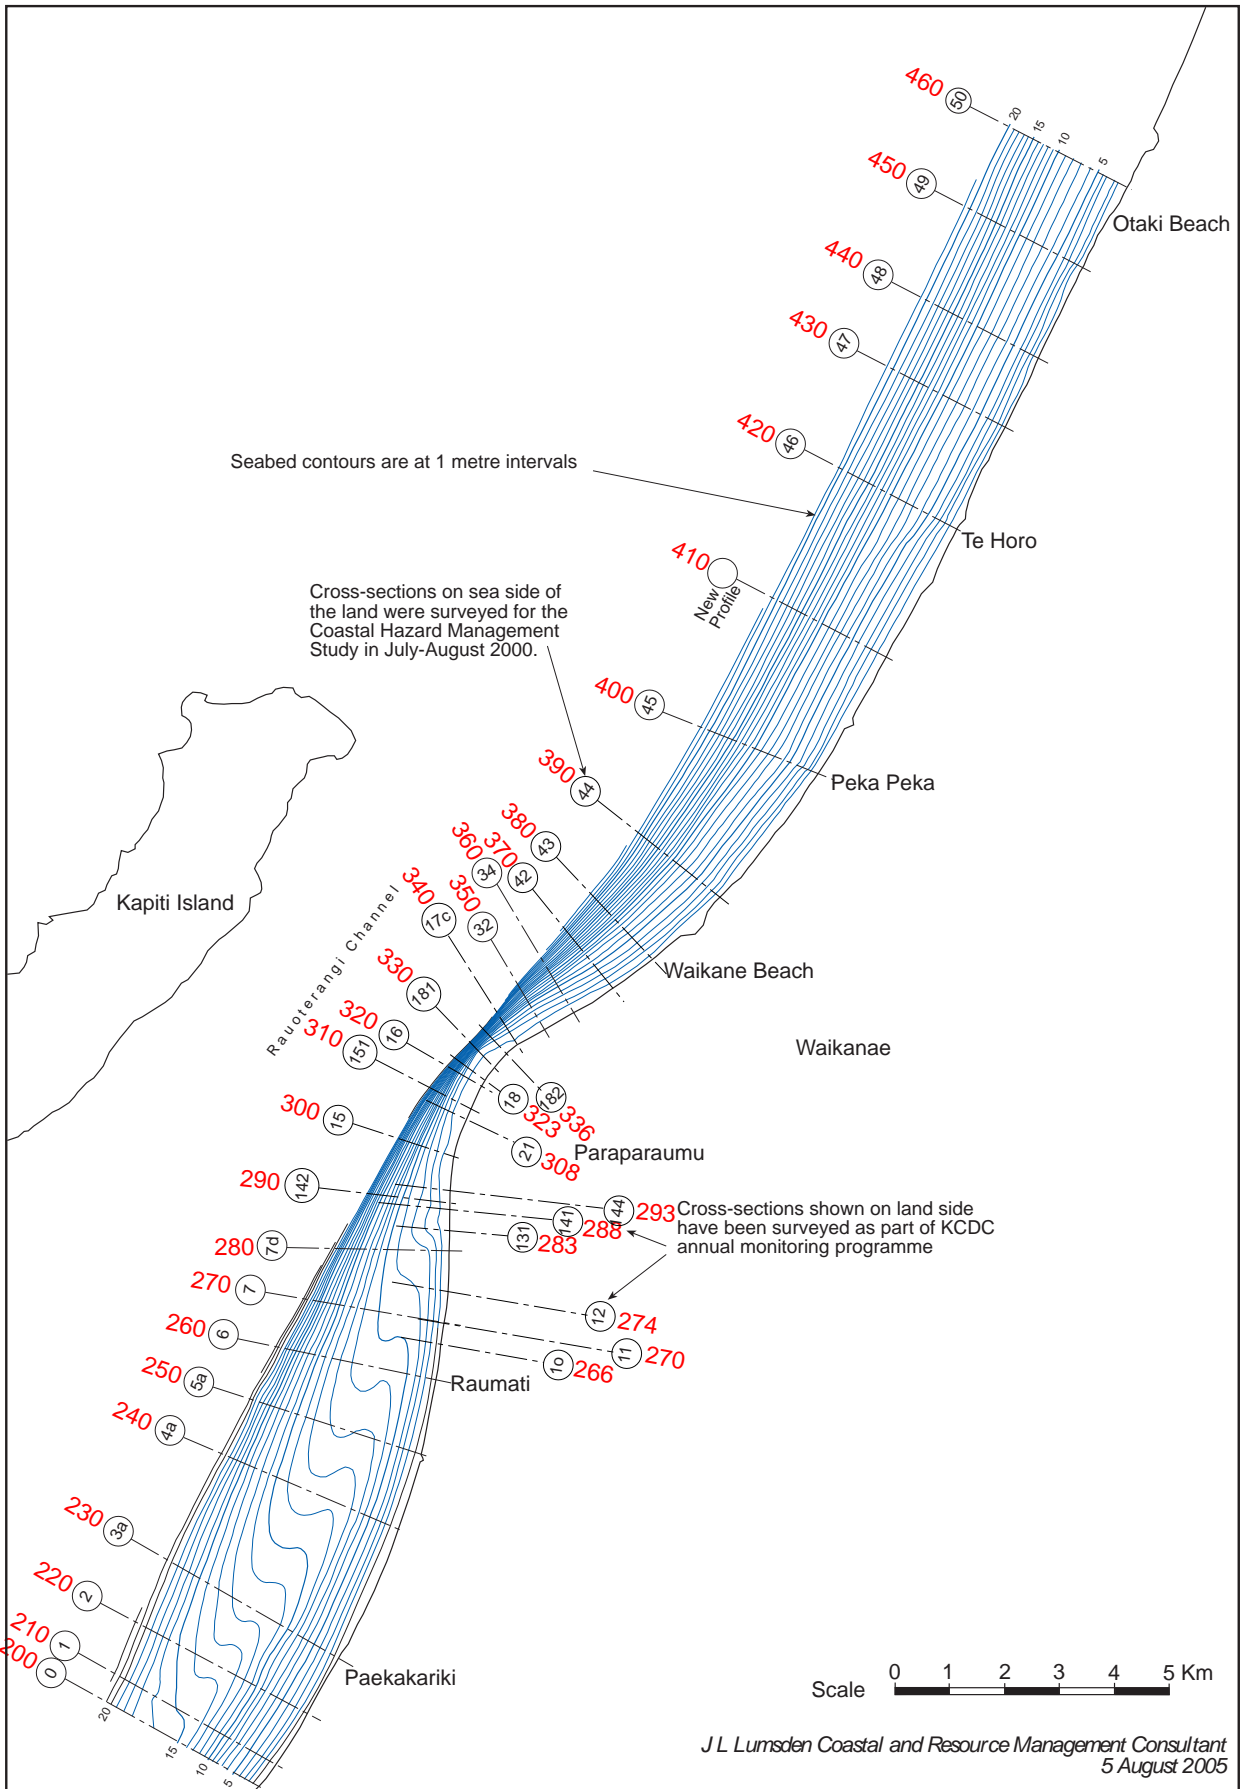 460
50
20
15
10
5
450
49
Otaki Beach
440
48
430
47
420
46
Seabed contours are at 1 metre intervals
Te Horo
410
New
Profile
Cross-sections on sea side of
the land were surveyed for the
Coastal Hazard Management
Study in July-August 2000.
400
45
390
44
Peka Peka
380
43
370
42
360
34
350
32
340
17c
Kapiti Island
Rauoterangi Channel
330
181
Waikane Beach
320
16
310
151
Waikanae
18
323
182
336
300
15
21
308
Paraparaumu
290
142
144
293
141
288
131
283
Cross-sections shown on land side
have been surveyed as part of KCDC
annual monitoring programme
280
7d
270
7
12
274
260
6
11
270
1o
266
250
5a
Raumati
240
4a
230
3a
220
2
210
1
200
0
Paekakariki
20
15
10
5
0 1 2 3 4 5 Km
Scale
J L Lumsden Coastal and Resource Management Consultant
5 August 2005